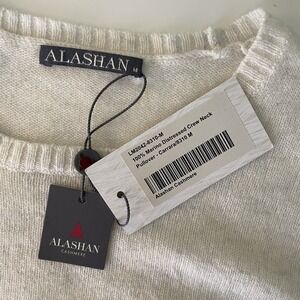 ALASHAN M
LM2042-8310-M
100% Merino Distressed Crew Neck
Pullover - Carrara/8310 M
Alashan Cashmere
ALASHAN
CASHMERE